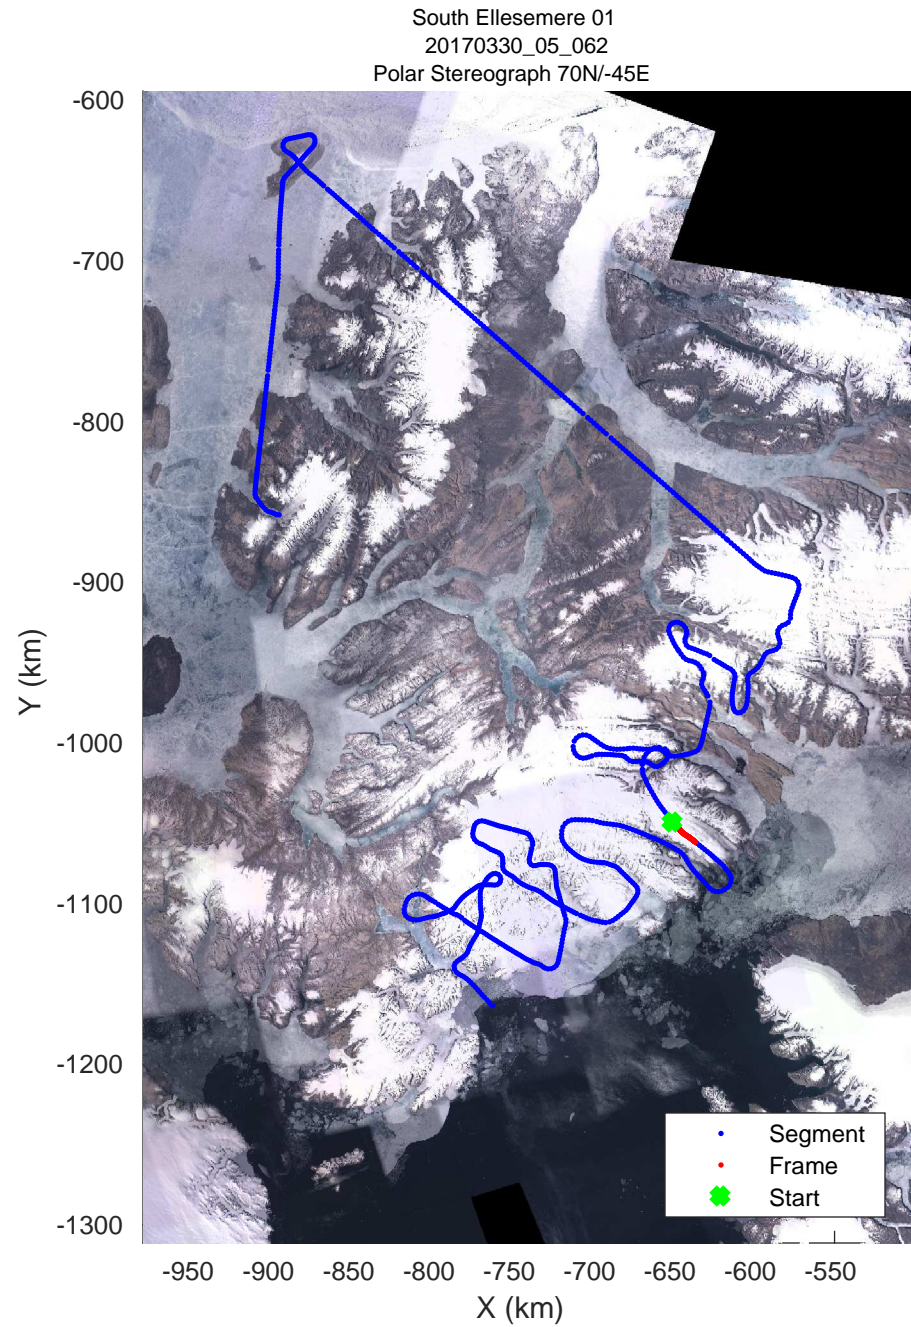 South Ellesemere 01
20170330_05_062
Polar Stereograph 70N/-45E
-600
-700
-800
-900
-1000
-1100
-1200
-1300
Y (km)
Segment
Frame
Start
-950 -900 -850 -800 -750 -700 -650 -600 -550
X (km)